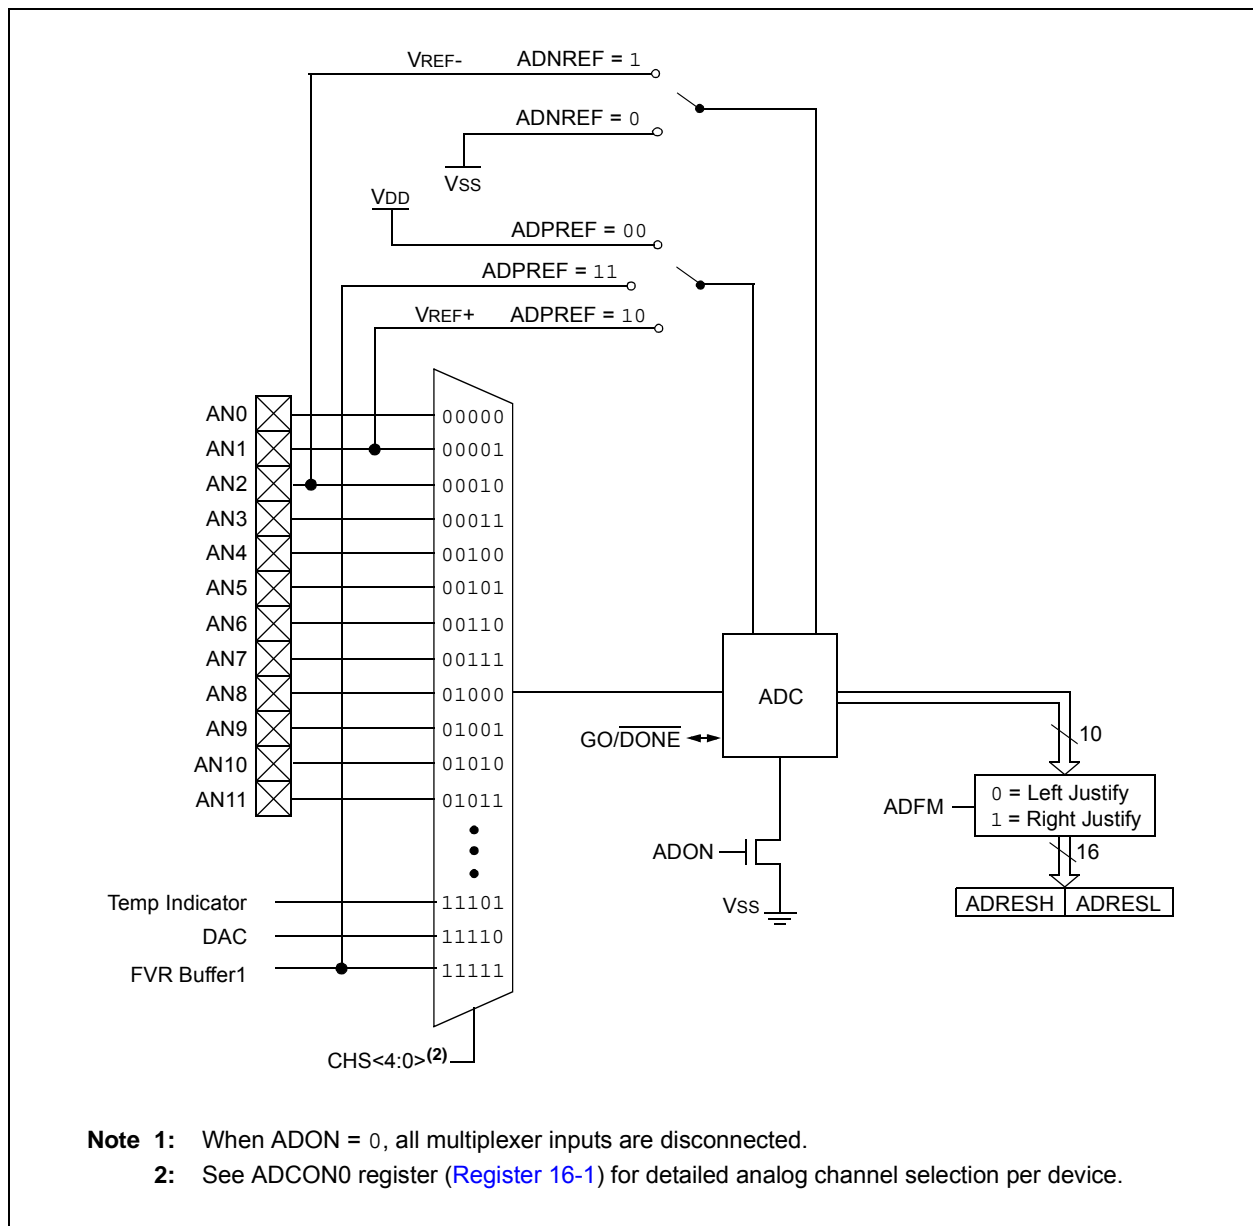 VREF- ADNREF = 1
ADNREF = 0
VSS
VDD
ADPREF = 00
ADPREF = 11
VREF+ ADPREF = 10
AN0 00000
AN1 00001
AN2 00010
AN3 00011
AN4 00100
AN5 00101
AN6 00110
AN7 00111
AN8 01000
ADC
AN9 01001
GO/DONE
10
AN10 01010
AN11 01011
ADFM
0 = Left Justify
1 = Right Justify
ADON
16
Temp Indicator 11101
VSS
ADRESH ADRESL
DAC 11110
FVR Buffer1 11111
CHS<4:0>(2)
Note 1: When ADON = 0, all multiplexer inputs are disconnected.
2: See ADCON0 register (Register 16-1) for detailed analog channel selection per device.